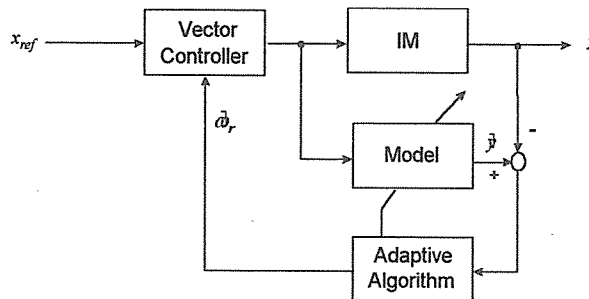 x_ref
Vector
Controller
IM
ω̂_r
Model
ŷ
-
+
Adaptive
Algorithm